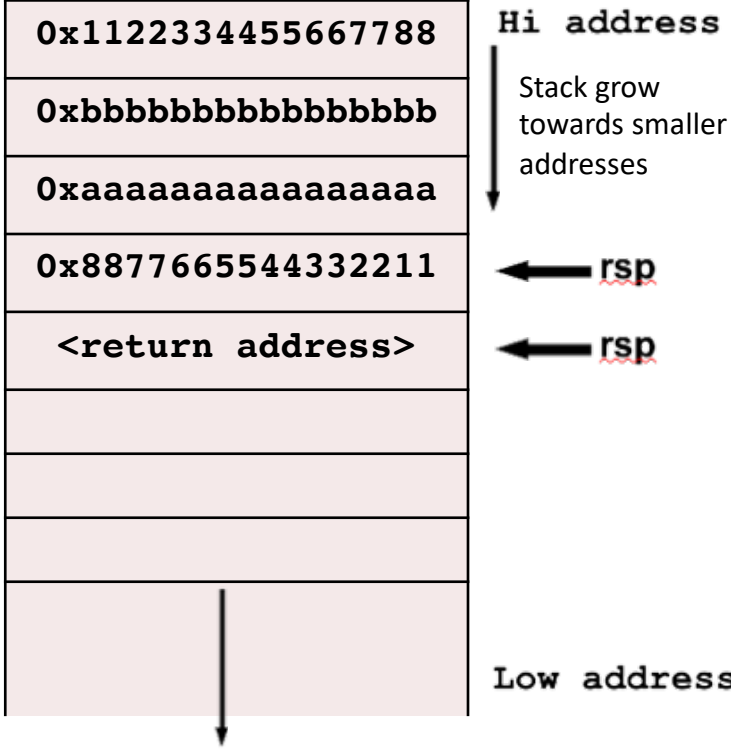 0x1122334455667788
Hi address
Stack grow
towards smaller
addresses
0xbbbbbbbbbbbbbbbb
0xaaaaaaaaaaaaaaaa
0x8877665544332211
rsp
<return address>
rsp
Low address